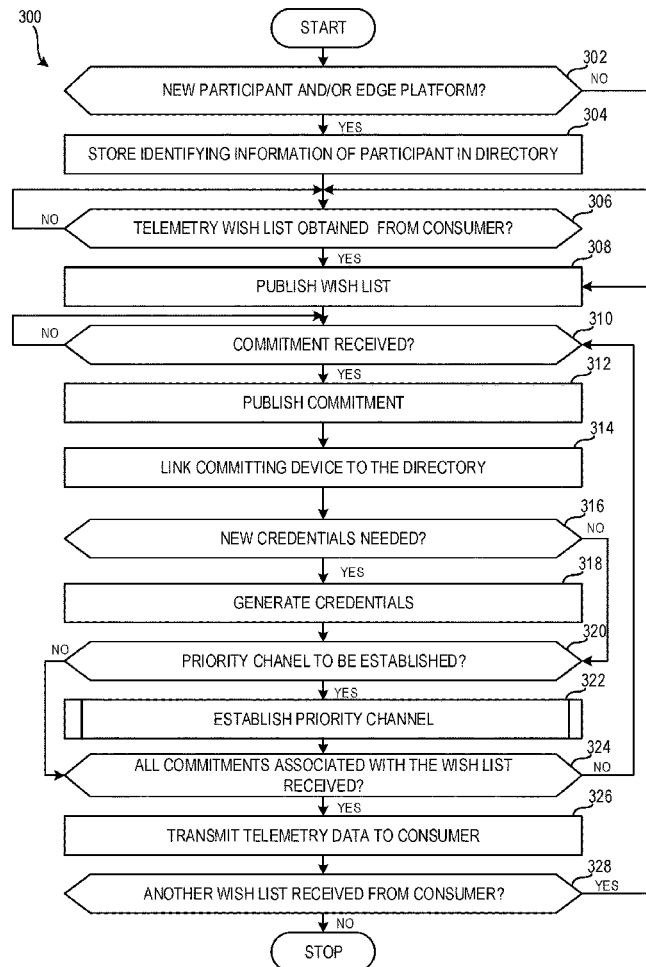 300
START
302
NEW PARTICIPANT AND/OR EDGE PLATFORM?
NO
YES
304
STORE IDENTIFYING INFORMATION OF PARTICIPANT IN DIRECTORY
306
NO
TELEMETRY WISH LIST OBTAINED FROM CONSUMER?
YES
308
PUBLISH WISH LIST
310
NO
COMMITMENT RECEIVED?
YES
312
PUBLISH COMMITMENT
314
LINK COMMITTING DEVICE TO THE DIRECTORY
316
NEW CREDENTIALS NEEDED?
NO
YES
318
GENERATE CREDENTIALS
320
NO
PRIORITY CHANEL TO BE ESTABLISHED?
YES
322
ESTABLISH PRIORITY CHANNEL
324
ALL COMMITMENTS ASSOCIATED WITH THE WISH LIST
RECEIVED?
NO
YES
326
TRANSMIT TELEMETRY DATA TO CONSUMER
328
ANOTHER WISH LIST RECEIVED FROM CONSUMER?
YES
NO
STOP